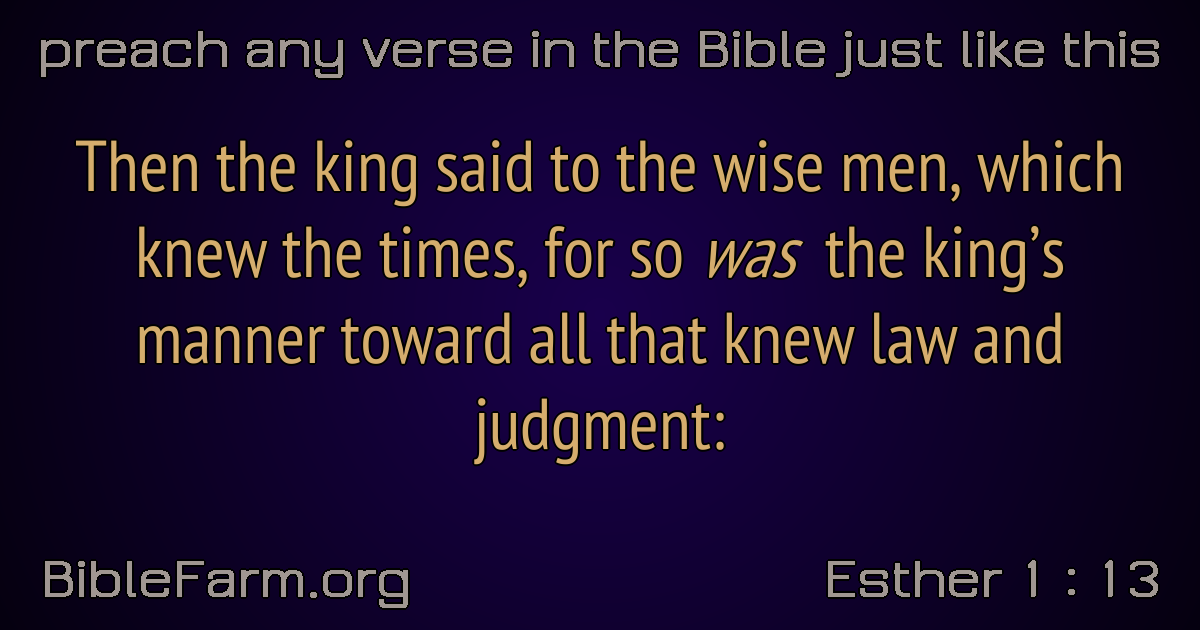 preach any verse in the Bible just like this
Then the king said to the wise men, which
knew the times, for so was the king’s
manner toward all that knew law and
judgment:
BibleFarm.org
Esther 1 : 13